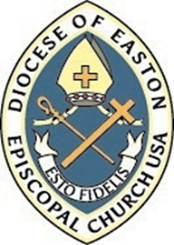 DIOCESE OF EASTON
ESTO FIDELIS
EPISCOPAL CHURCH USA